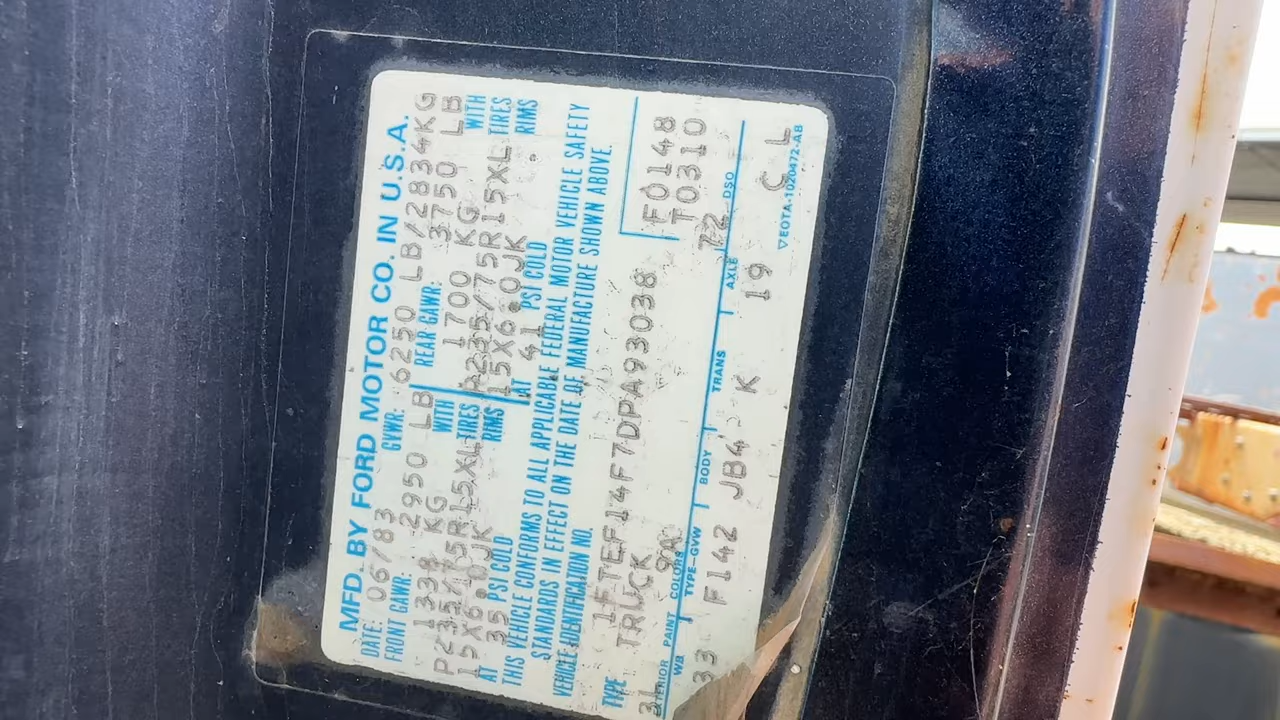 MFD. BY FORD MOTOR CO. IN U.S.A.
DATE: 06/83 GVWR: 6250 LB/2834KG
FRONT GAWR: 2950 LB REAR GAWR: 3750 LB
1338 KG WITH 1700 KG WITH
P235/75R15XL TIRES P235/75R15XL TIRES
15X6.0JK RIMS 15X6.0JK RIMS
AT 35 PSI COLD AT 41 PSI COLD
THIS VEHICLE CONFORMS TO ALL APPLICABLE FEDERAL MOTOR VEHICLE SAFETY
STANDARDS IN EFFECT ON THE DATE OF MANUFACTURE SHOWN ABOVE.
VEHICLE IDENTIFICATION NO.
1FTEF14F7DPA93038 F0148
TYPE TRUCK T0310
3L 9A 72
EXTERIOR PAINT COLORS DSO
WB TYPE-GVW BODY TRANS AXLE
33 F142 JB4 K 19 C L
▽EOTA-1020472-AB